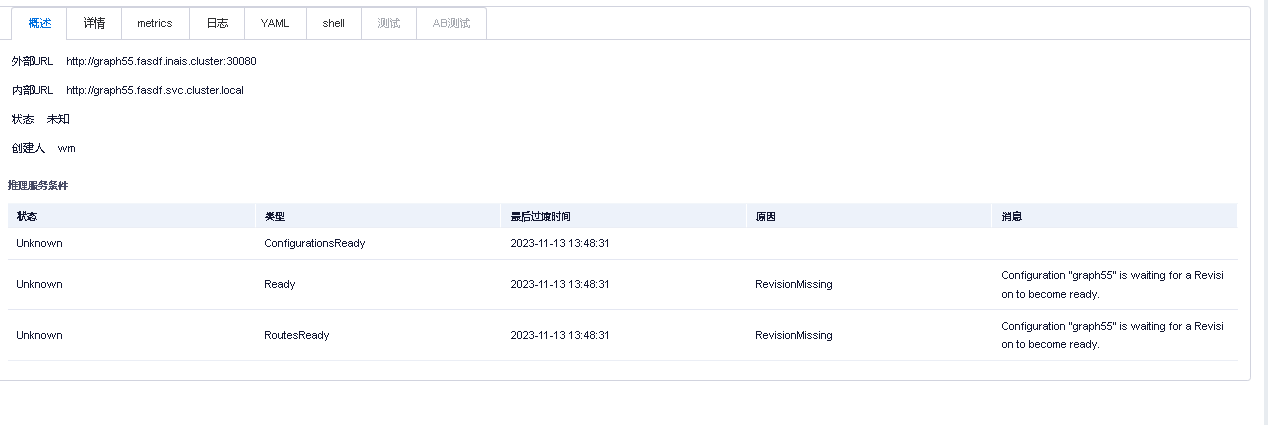 概述 详情 metrics 日志 YAML shell 测试 AB测试
外部URL http://graph55.fasdf.inais.cluster:30080
内部URL http://graph55.fasdf.svc.cluster.local
状态 未知
创建人 wm
推理服务条件
状态 类型 最后过渡时间 原因 消息
Unknown ConfigurationsReady 2023-11-13 13:48:31
Unknown Ready 2023-11-13 13:48:31 RevisionMissing Configuration "graph55" is waiting for a Revisi
on to become ready.
Unknown RoutesReady 2023-11-13 13:48:31 RevisionMissing Configuration "graph55" is waiting for a Revisi
on to become ready.